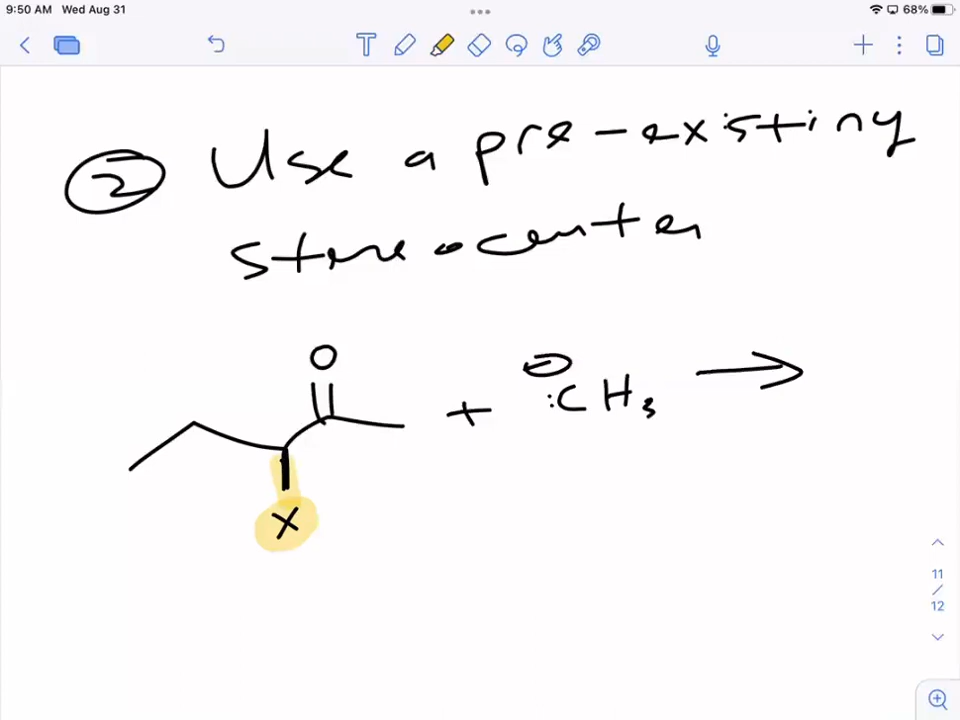 9:50 AM Wed Aug 31
68%
T
② Use a pre-existing
stereocenter
O
+ ⊖:CH₃ →
X
11
/
12